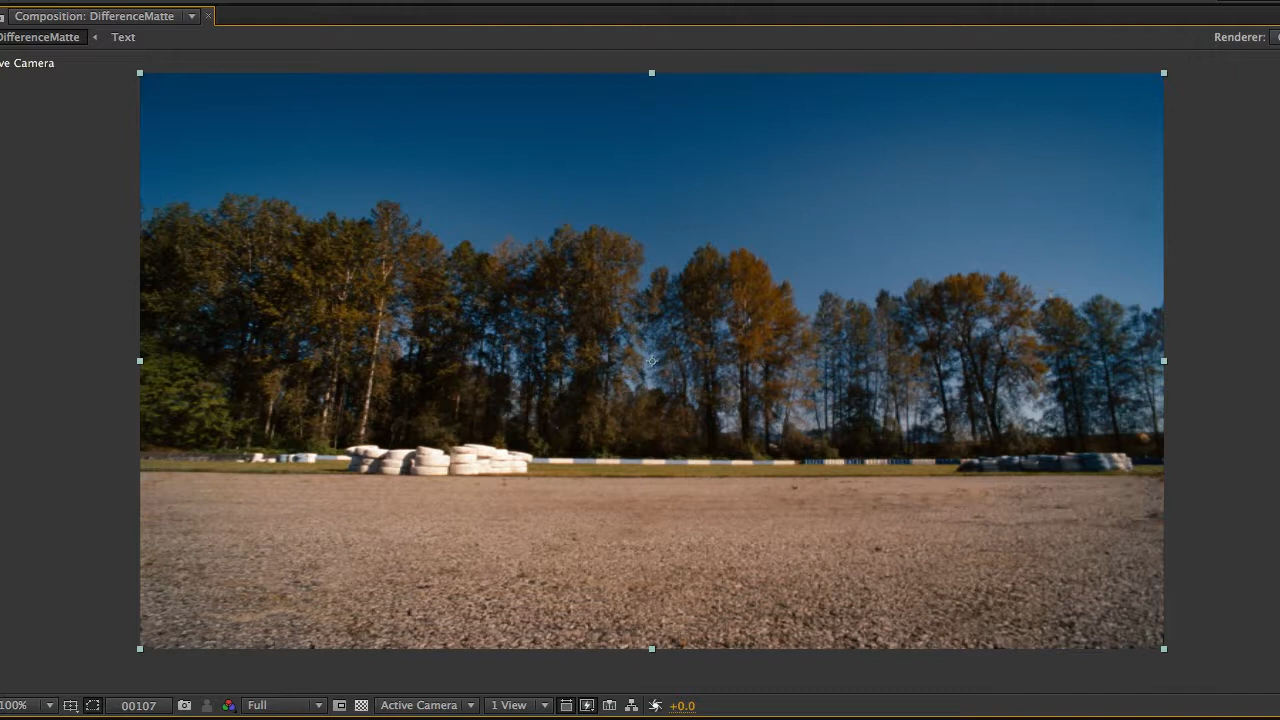 Composition: DifferenceMatte
DifferenceMatte Text Renderer:
ve Camera
100% 00107 Full Active Camera 1 View +0.0